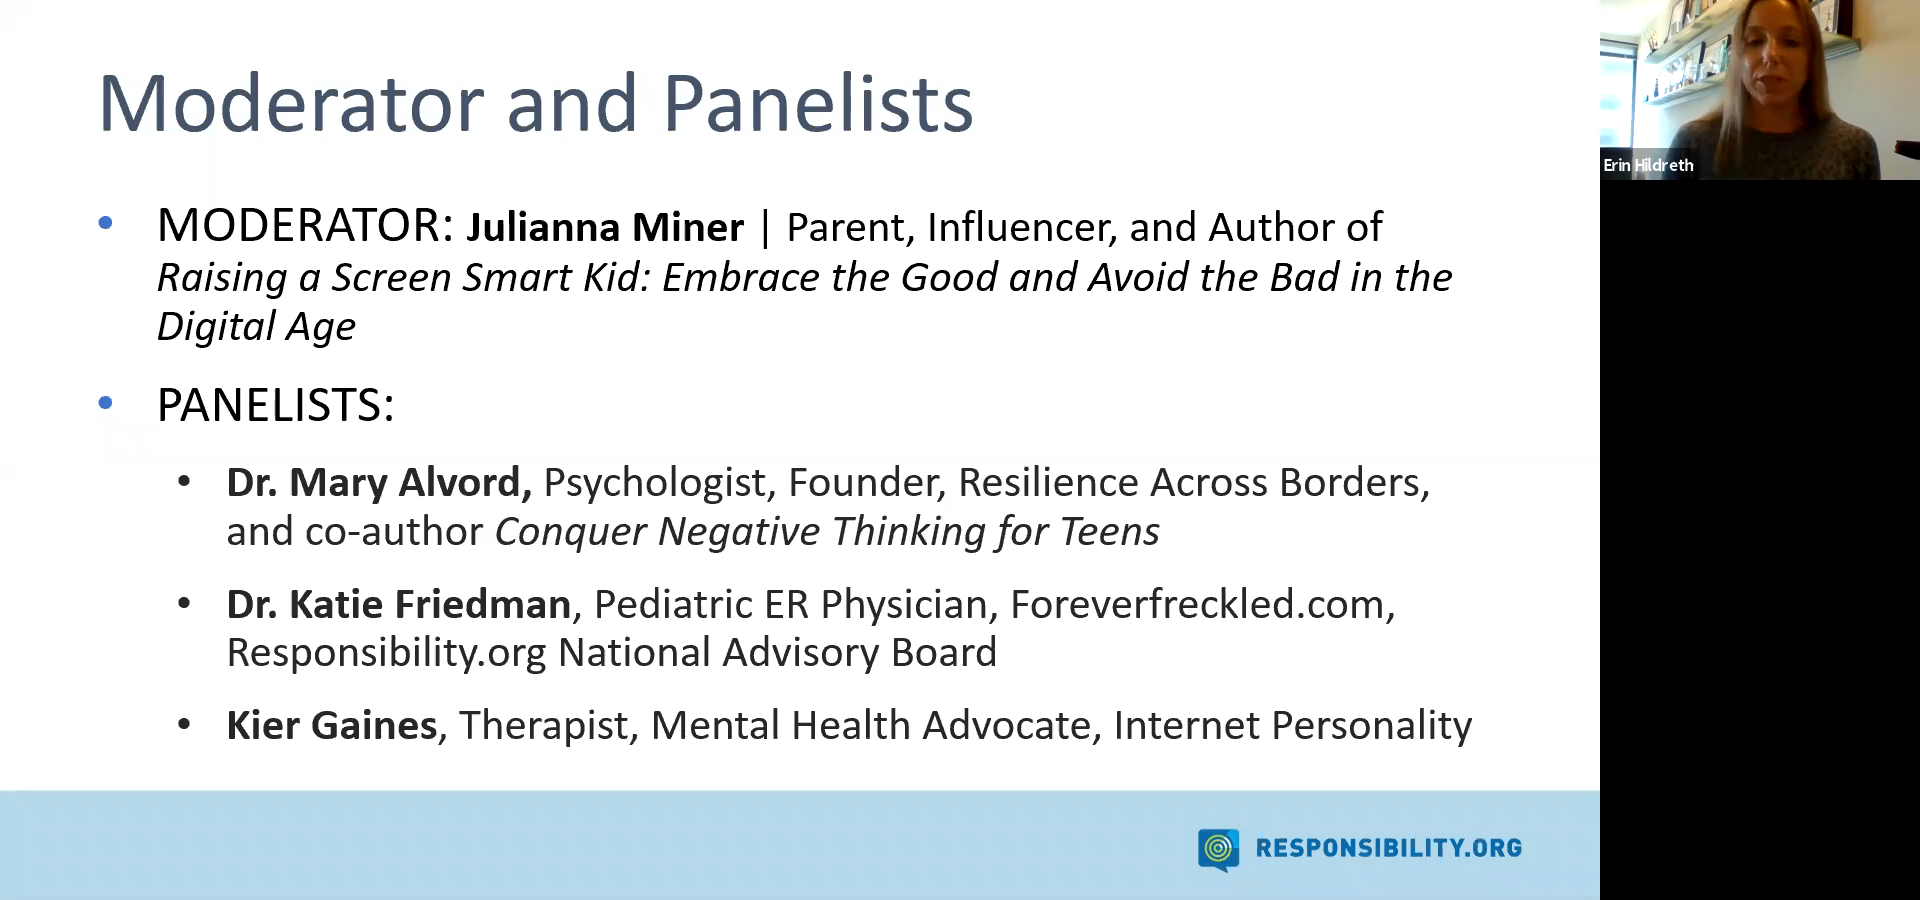 Moderator and Panelists
• MODERATOR: Julianna Miner | Parent, Influencer, and Author of
Raising a Screen Smart Kid: Embrace the Good and Avoid the Bad in the
Digital Age
• PANELISTS:
• Dr. Mary Alvord, Psychologist, Founder, Resilience Across Borders,
and co-author Conquer Negative Thinking for Teens
• Dr. Katie Friedman, Pediatric ER Physician, Foreverfreckled.com,
Responsibility.org National Advisory Board
• Kier Gaines, Therapist, Mental Health Advocate, Internet Personality
RESPONSIBILITY.ORG
Erin Hildreth